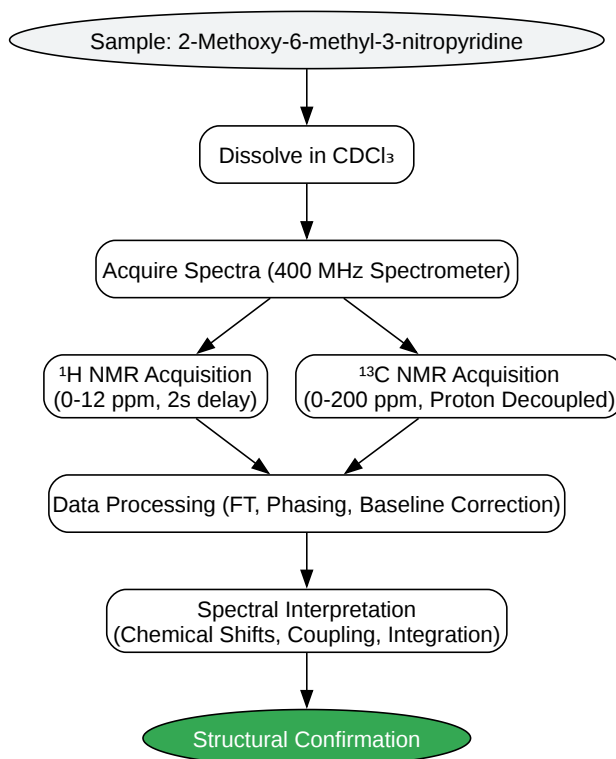 Sample: 2-Methoxy-6-methyl-3-nitropyridine
Dissolve in CDCl₃
Acquire Spectra (400 MHz Spectrometer)
¹H NMR Acquisition
(0-12 ppm, 2s delay)
¹³C NMR Acquisition
(0-200 ppm, Proton Decoupled)
Data Processing (FT, Phasing, Baseline Correction)
Spectral Interpretation
(Chemical Shifts, Coupling, Integration)
Structural Confirmation